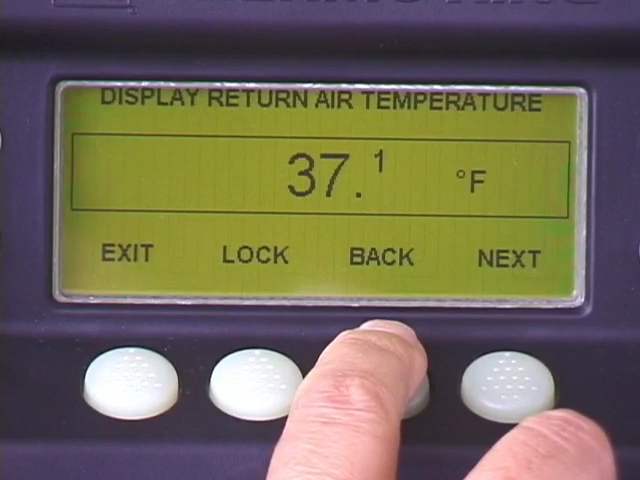 DISPLAY RETURN AIR TEMPERATURE
37.1 °F
EXIT LOCK BACK NEXT